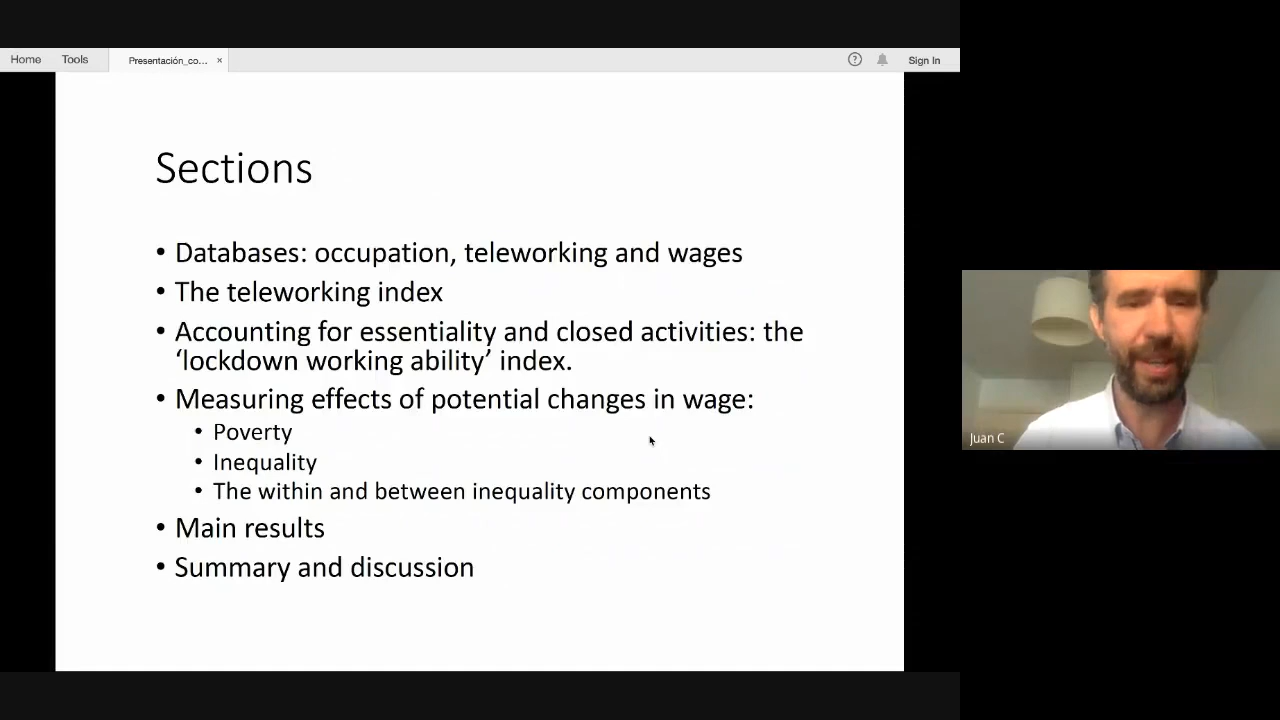 Home Tools Presentación_co... × ? Sign In
Sections
• Databases: occupation, teleworking and wages
• The teleworking index
• Accounting for essentiality and closed activities: the
‘lockdown working ability’ index.
• Measuring effects of potential changes in wage:
• Poverty
• Inequality
• The within and between inequality components
• Main results
• Summary and discussion
Juan C